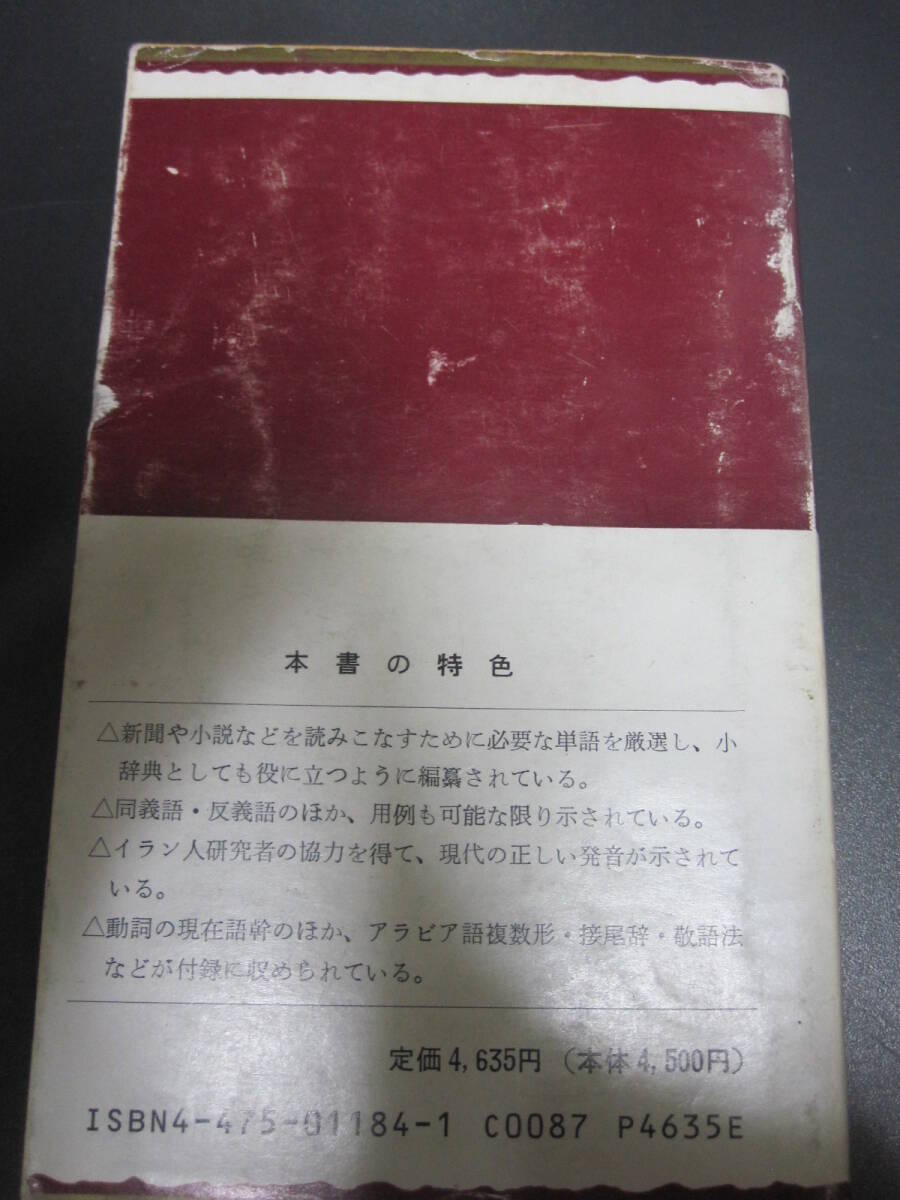 本書の特色
△新聞や小説などを読みこなすために必要な単語を厳選し、小
辞典としても役に立つように編纂されている。
△同義語・反義語のほか、用例も可能な限り示されている。
△イラン人研究者の協力を得て、現代の正しい発音が示されて
いる。
△動詞の現在語幹のほか、アラビア語複数形・接尾辞・敬語法
などが付録に収められている。
定価4,635円（本体4,500円）
ISBN4-475-01184-1 C0087 P4635E